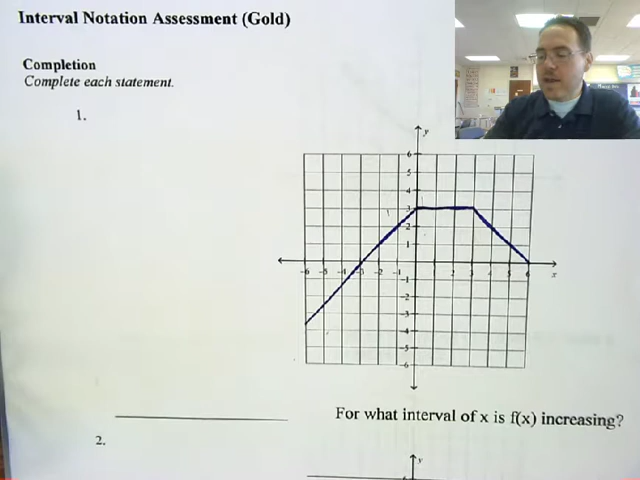 Interval Notation Assessment (Gold)
Completion
Complete each statement.
1.
y
6
5
4
3
2
1
-6 -5 -4 -3 -2 -1 2 3 4 5 6
x
-1
-2
-3
-4
-5
-6
For what interval of x is f(x) increasing?
2.
y